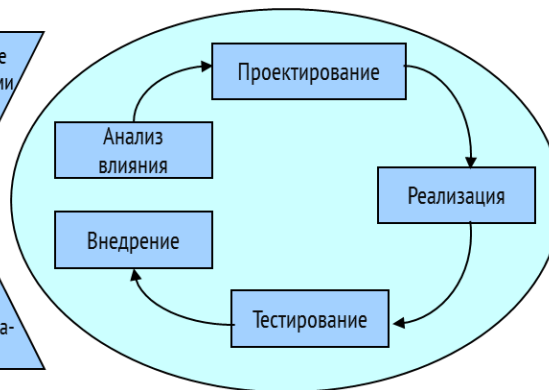 Проектирование
Анализ
влияния
Реализация
Внедрение
Тестирование